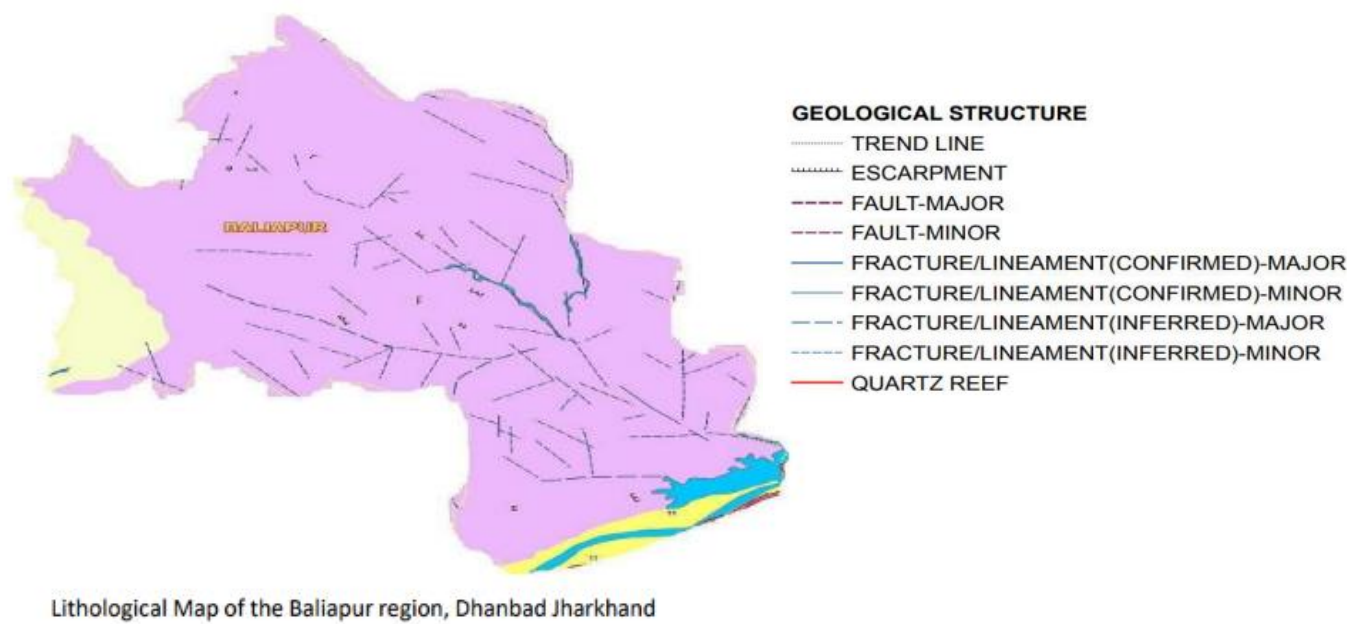 GEOLOGICAL STRUCTURE
TREND LINE
ESCARPMENT
FAULT-MAJOR
FAULT-MINOR
BALIAPUR
FRACTURE/LINEAMENT(CONFIRMED)-MAJOR
FRACTURE/LINEAMENT(CONFIRMED)-MINOR
FRACTURE/LINEAMENT(INFERRED)-MAJOR
FRACTURE/LINEAMENT(INFERRED)-MINOR
QUARTZ REEF
Lithological Map of the Baliapur region, Dhanbad Jharkhand